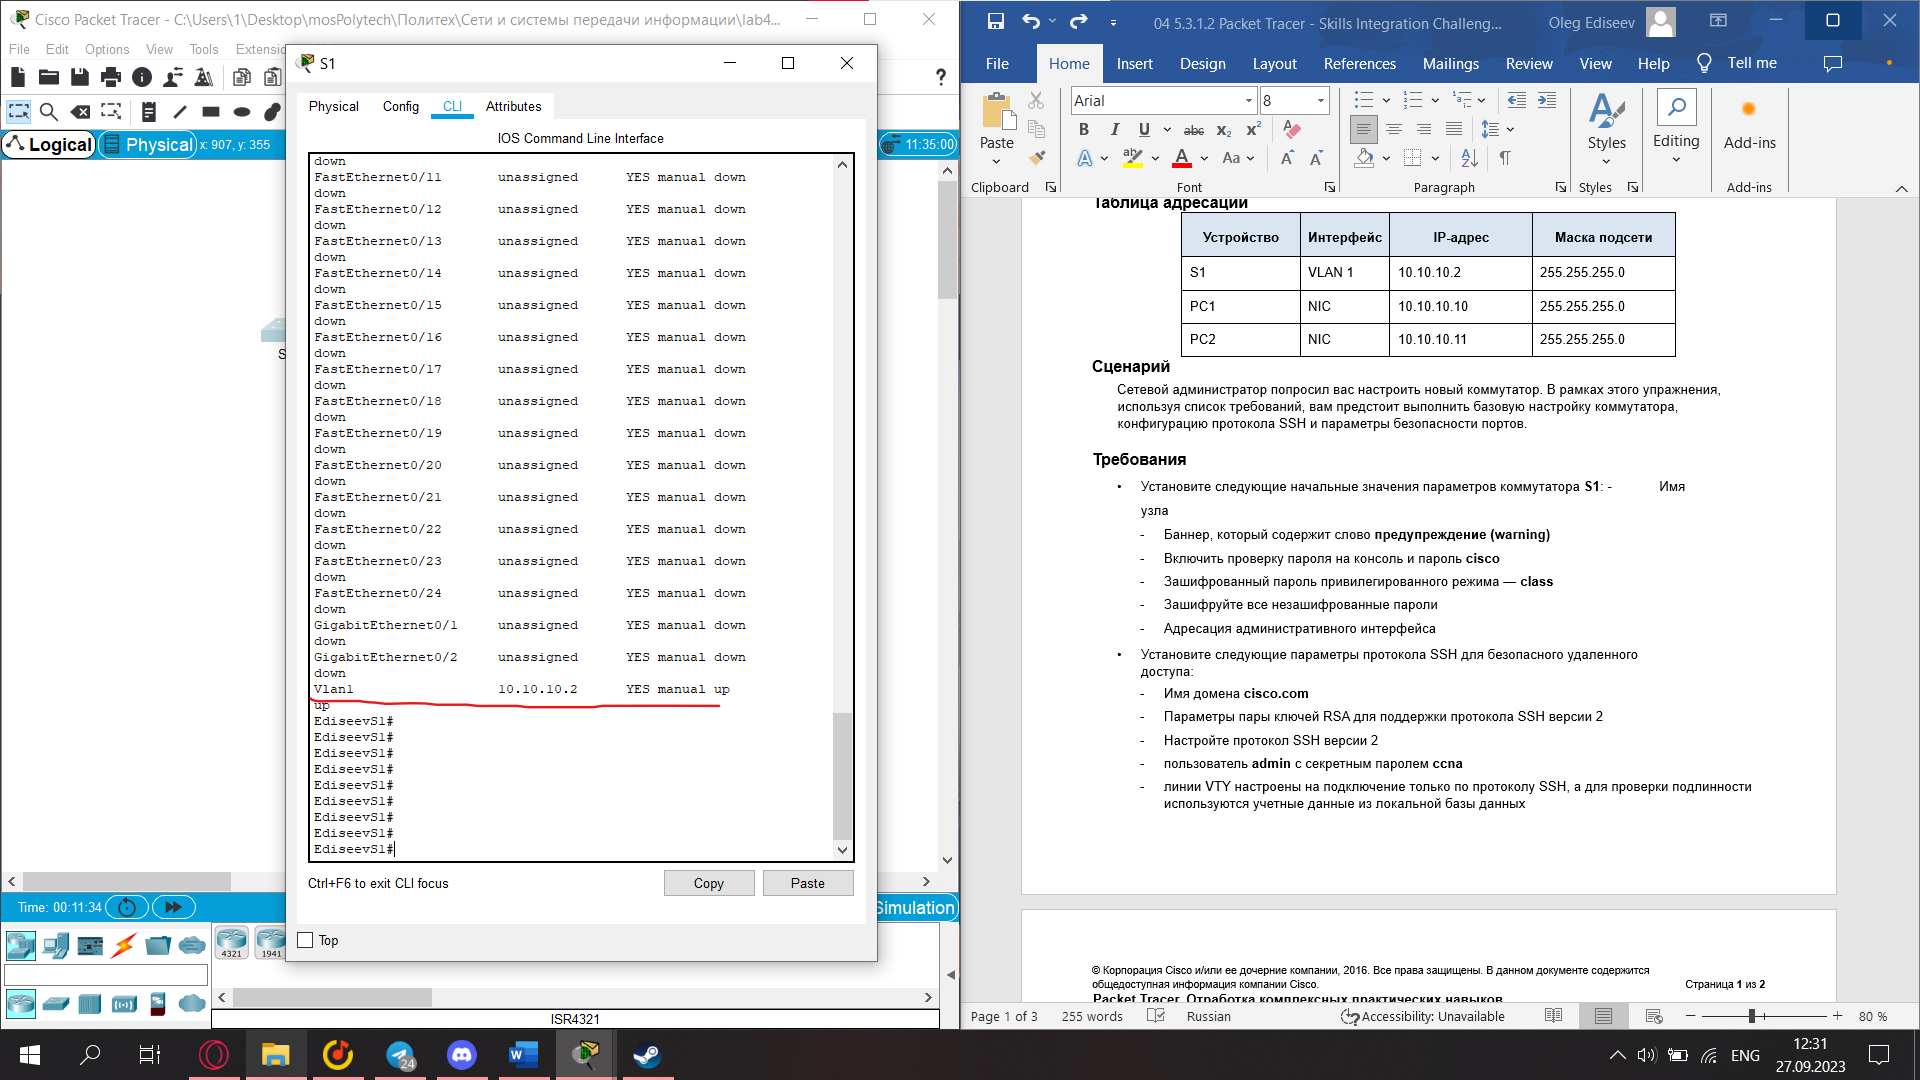 Cisco Packet Tracer - C:\Users\1\Desktop\mosPolytech\Политех\Сети и системы передачи информации\lab4...
File Edit Options View Tools Extensio
Logical
Physical
x: 907, y: 355
11:35:00
S1
Physical Config CLI Attributes
IOS Command Line Interface
down
FastEthernet0/11 unassigned YES manual down
down
FastEthernet0/12 unassigned YES manual down
down
FastEthernet0/13 unassigned YES manual down
down
FastEthernet0/14 unassigned YES manual down
down
FastEthernet0/15 unassigned YES manual down
down
FastEthernet0/16 unassigned YES manual down
down
FastEthernet0/17 unassigned YES manual down
down
FastEthernet0/18 unassigned YES manual down
down
FastEthernet0/19 unassigned YES manual down
down
FastEthernet0/20 unassigned YES manual down
down
FastEthernet0/21 unassigned YES manual down
down
FastEthernet0/22 unassigned YES manual down
down
FastEthernet0/23 unassigned YES manual down
down
FastEthernet0/24 unassigned YES manual down
down
GigabitEthernet0/1 unassigned YES manual down
down
GigabitEthernet0/2 unassigned YES manual down
down
Vlan1 10.10.10.2 YES manual up
up
EdiseevS1#
EdiseevS1#
EdiseevS1#
EdiseevS1#
EdiseevS1#
EdiseevS1#
EdiseevS1#
EdiseevS1#
EdiseevS1#
Ctrl+F6 to exit CLI focus
Copy Paste
Top
Time: 00:11:34
Simulation
4321 1941
ISR4321
04 5.3.1.2 Packet Tracer - Skills Integration Challeng...
Oleg Ediseev
File Home Insert Design Layout References Mailings Review View Help Tell me
Paste
Arial 8
Styles Editing Add-ins
Clipboard Font Paragraph Styles Add-ins
Таблица адресации
Устройство Интерфейс IP-адрес Маска подсети
S1 VLAN 1 10.10.10.2 255.255.255.0
PC1 NIC 10.10.10.10 255.255.255.0
PC2 NIC 10.10.10.11 255.255.255.0
Сценарий
Сетевой администратор попросил вас настроить новый коммутатор. В рамках этого упражнения,
используя список требований, вам предстоит выполнить базовую настройку коммутатора,
конфигурацию протокола SSH и параметры безопасности портов.
Требования
• Установите следующие начальные значения параметров коммутатора S1: - Имя
узла
- Баннер, который содержит слово предупреждение (warning)
- Включить проверку пароля на консоль и пароль cisco
- Зашифрованный пароль привилегированного режима — class
- Зашифруйте все незашифрованные пароли
- Адресация административного интерфейса
• Установите следующие параметры протокола SSH для безопасного удаленного
доступа:
- Имя домена cisco.com
- Параметры пары ключей RSA для поддержки протокола SSH версии 2
- Настройте протокол SSH версии 2
- пользователь admin с секретным паролем ccna
- линии VTY настроены на подключение только по протоколу SSH, а для проверки подлинности
используются учетные данные из локальной базы данных
© Корпорация Cisco и/или ее дочерние компании, 2016. Все права защищены. В данном документе содержится
общедоступная информация компании Cisco. Страница 1 из 2
Packet Tracer. Отработка комплексных практических навыков
Page 1 of 3 255 words Russian Accessibility: Unavailable 80 %
24
ENG
12:31
27.09.2023